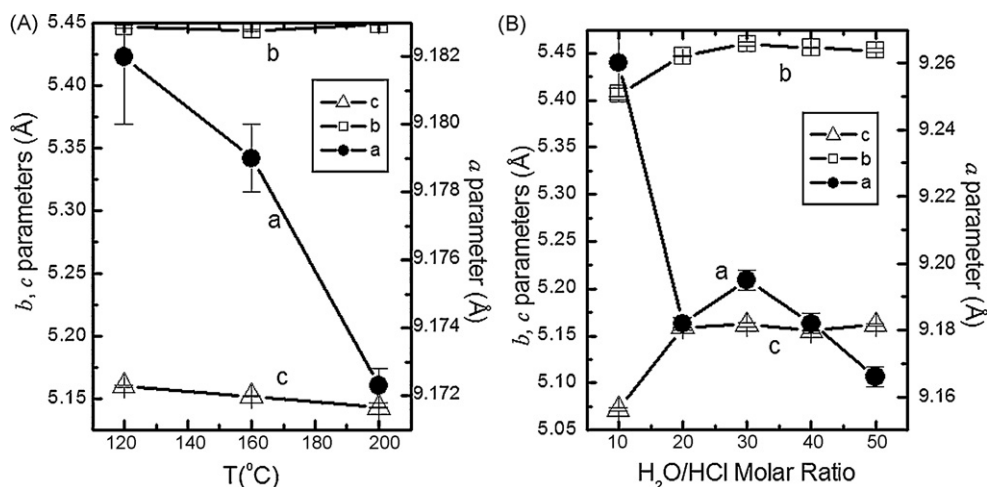 (A)
5.45
5.40
5.35
5.30
5.25
5.20
5.15
b, c parameters (Å)
b
a
c
c
b
a
9.182
9.180
9.178
9.176
9.174
9.172
a parameter (Å)
120 140 160 180 200
T(°C)
(B)
5.45
5.40
5.35
5.30
5.25
5.20
5.15
5.10
5.05
b, c parameters (Å)
b
a
c
c
b
a
9.26
9.24
9.22
9.20
9.18
9.16
a parameter (Å)
10 20 30 40 50
H₂O/HCl Molar Ratio